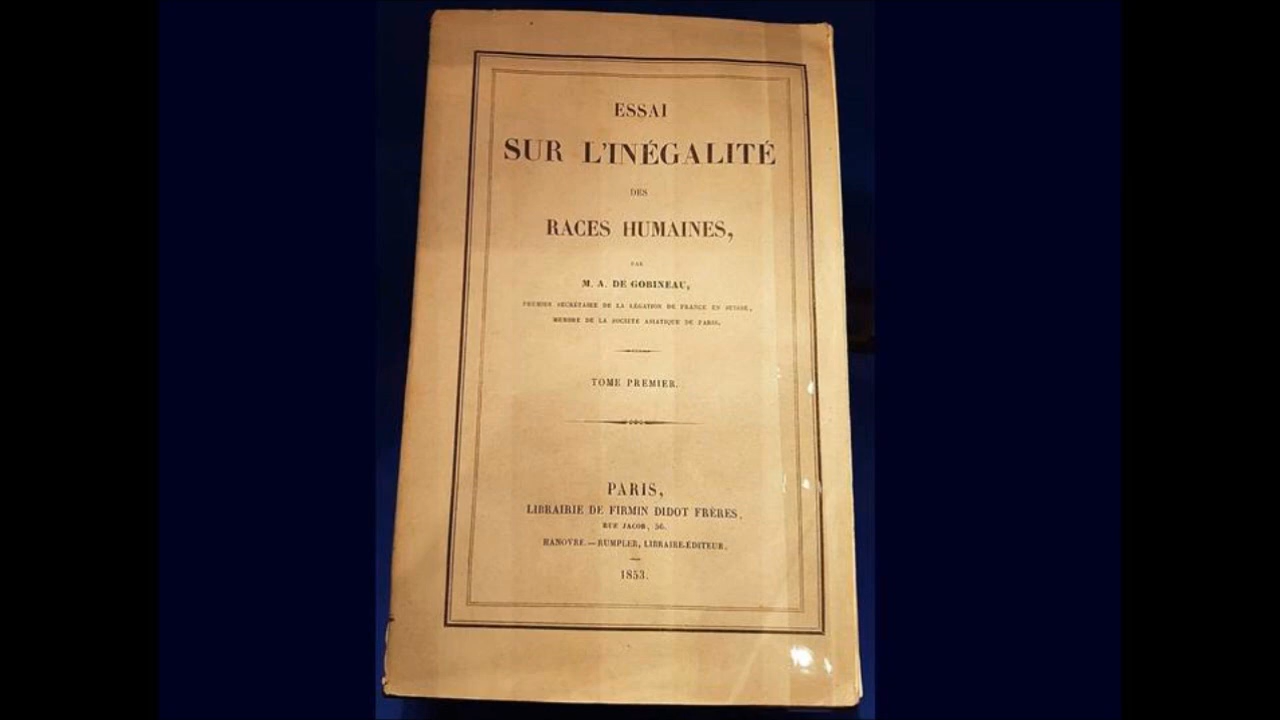 ESSAI
SUR L'INÉGALITÉ
DES
RACES HUMAINES,
PAR
M. A. DE GOBINEAU,
PREMIER SECRÉTAIRE DE LA LÉGATION DE FRANCE EN SUISSE,
MEMBRE DE LA SOCIÉTÉ ASIATIQUE DE PARIS.
TOME PREMIER.
PARIS,
LIBRAIRIE DE FIRMIN DIDOT FRÈRES,
RUE JACOB, 56.
HANOVRE. — RUMPLER, LIBRAIRE-ÉDITEUR.
1853.